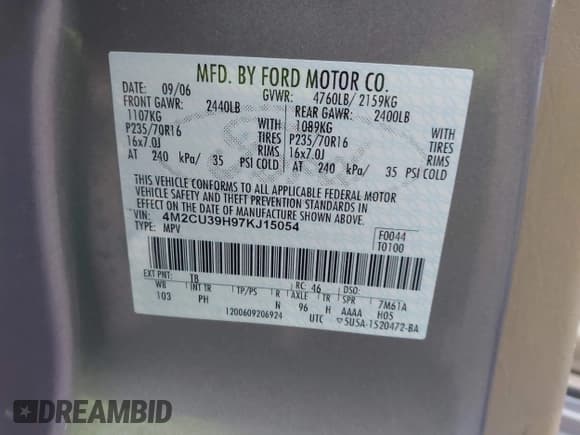 MFD. BY FORD MOTOR CO.
DATE: 09/06 GVWR: 4760LB/ 2159KG
FRONT GAWR: 2440LB REAR GAWR: 2400LB
1107KG WITH 1089KG WITH
P235/70R16 TIRES P235/70R16 TIRES
16x7.0J RIMS 16x7.0J RIMS
AT 240 kPa/ 35 PSI COLD AT 240 kPa/ 35 PSI COLD
THIS VEHICLE CONFORMS TO ALL APPLICABLE FEDERAL MOTOR
VEHICLE SAFETY AND THEFT PREVENTION STANDARDS IN
EFFECT ON THE DATE OF MANUFACTURE SHOWN ABOVE.
VIN: 4M2CU39H97KJ15054 F0044
TYPE: MPV T0100
EXT PNT: TB RC: 46 DSO:
WB INT TR TP/PS R AXLE TR SPR 7M61A
103 PH N 96 H AAAA H05
1200609206924 UTC ▽5U5A-1520472-BA
DREAMBID